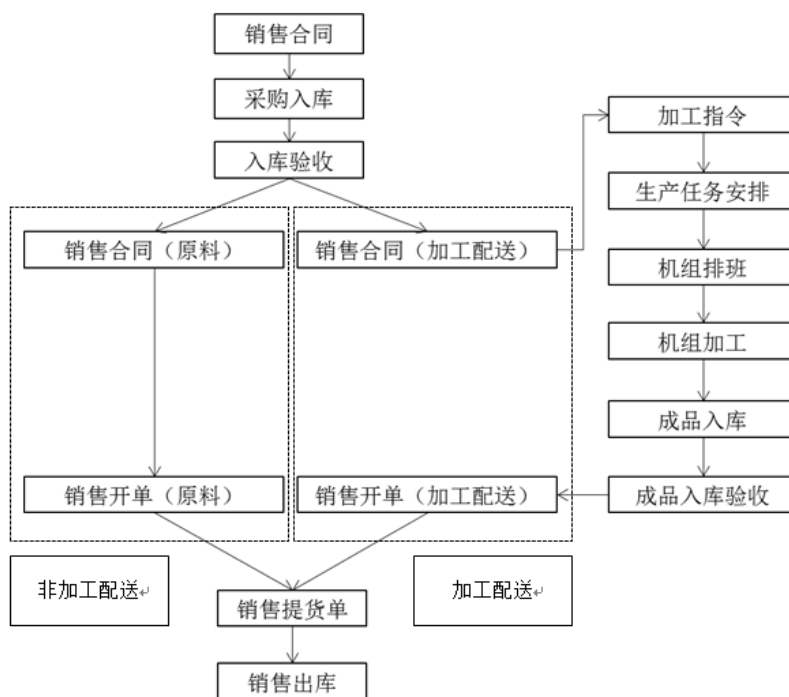 销售合同
采购入库
入库验收
加工指令
生产任务安排
机组排班
机组加工
成品入库
成品入库验收
销售合同（原料）
销售合同（加工配送）
销售开单（原料）
销售开单（加工配送）
非加工配送↵
加工配送↵
销售提货单
销售出库